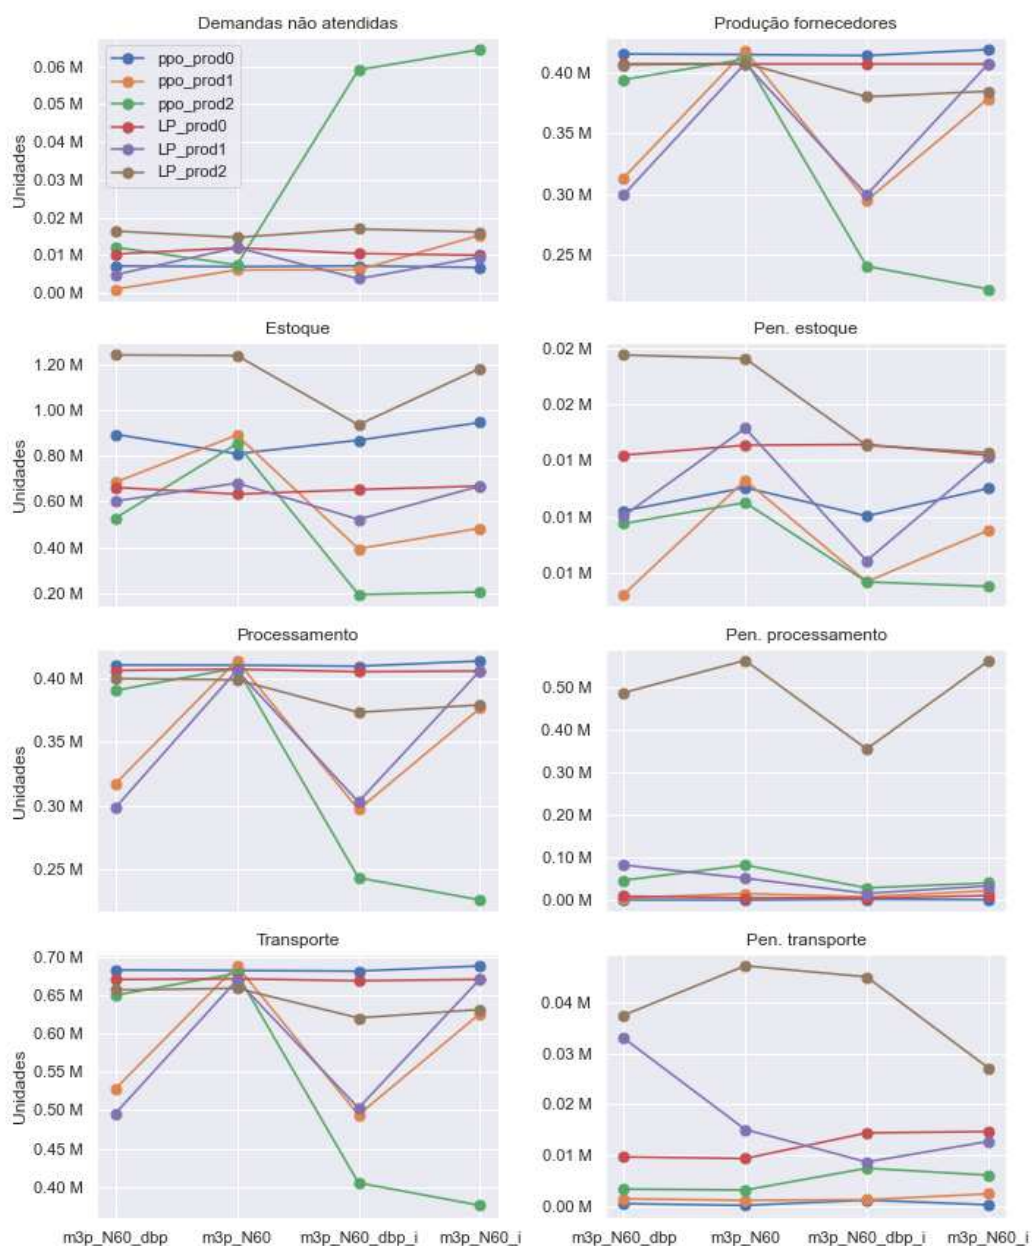 Demandas não atendidas
Unidades
0.06 M
0.05 M
0.04 M
0.03 M
0.02 M
0.01 M
0.00 M
ppo_prod0
ppo_prod1
ppo_prod2
LP_prod0
LP_prod1
LP_prod2
Produção fornecedores
0.40 M
0.35 M
0.30 M
0.25 M
Estoque
Unidades
1.20 M
1.00 M
0.80 M
0.60 M
0.40 M
0.20 M
Pen. estoque
0.02 M
0.02 M
0.01 M
0.01 M
0.01 M
Processamento
Unidades
0.40 M
0.35 M
0.30 M
0.25 M
Pen. processamento
0.50 M
0.40 M
0.30 M
0.20 M
0.10 M
0.00 M
Transporte
Unidades
0.70 M
0.65 M
0.60 M
0.55 M
0.50 M
0.45 M
0.40 M
m3p_N60_dbp m3p_N60 m3p_N60_dbp_i m3p_N60_i
Pen. transporte
0.04 M
0.03 M
0.02 M
0.01 M
0.00 M
m3p_N60_dbp m3p_N60 m3p_N60_dbp_i